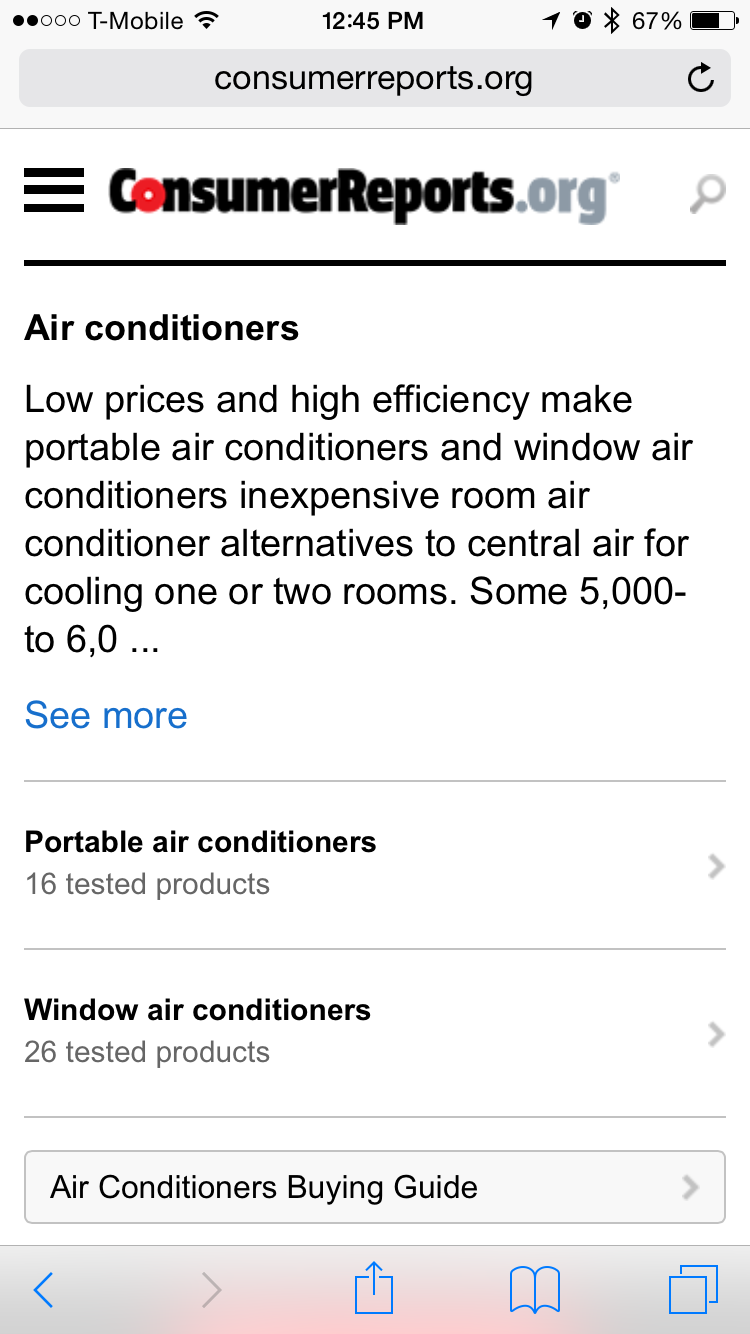 T-Mobile 12:45 PM 67%
consumerreports.org
ConsumerReports.org®
Air conditioners
Low prices and high efficiency make
portable air conditioners and window air
conditioners inexpensive room air
conditioner alternatives to central air for
cooling one or two rooms. Some 5,000-
to 6,0 ...
See more
Portable air conditioners
16 tested products
Window air conditioners
26 tested products
Air Conditioners Buying Guide